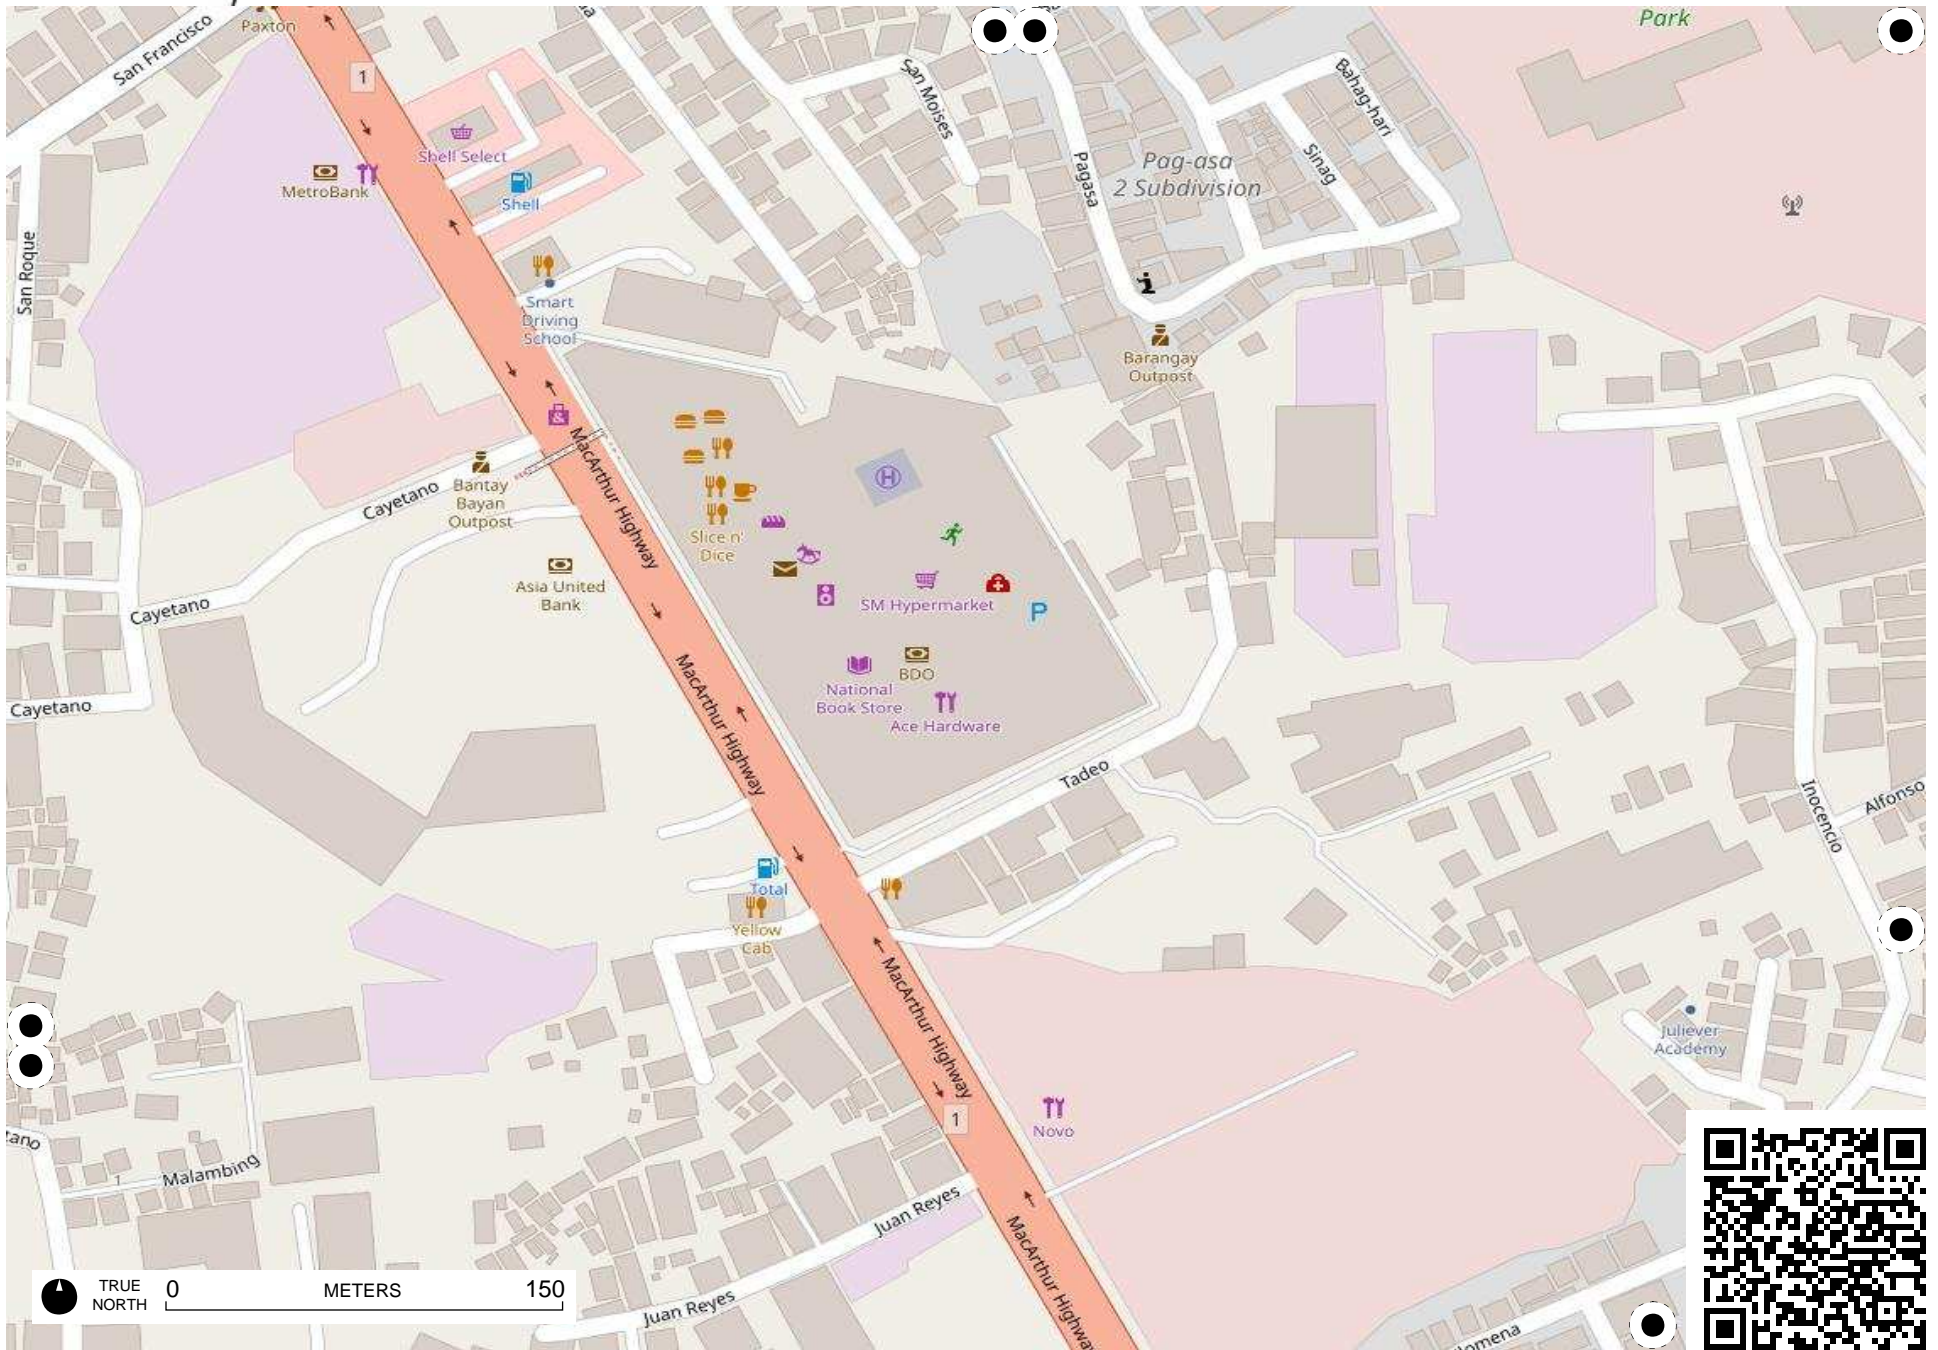 Paxton
San Francisco
1
Park
San Moises
Bahag-hari
Shell Select
Pagasa
Pag-asa
2 Subdivision
Sinag
MetroBank
Shell
San Roque
Smart
Driving
School
Barangay
Outpost
&
MacArthur Highway
H
Cayetano
Bantay
Bayan
Outpost
Slice n'
Dice
Asia United
Bank
SM Hypermarket
P
Cayetano
MacArthur Highway
BDO
National
Book Store
Ace Hardware
Cayetano
Tadeo
Inocencio
Alfonso
Total
Yellow
Cab
MacArthur Highway
Juliever
Academy
1
Novo
tano
Malambing
Juan Reyes
MacArthur Highway
TRUE
NORTH
0
METERS
150
Juan Reyes
lomena